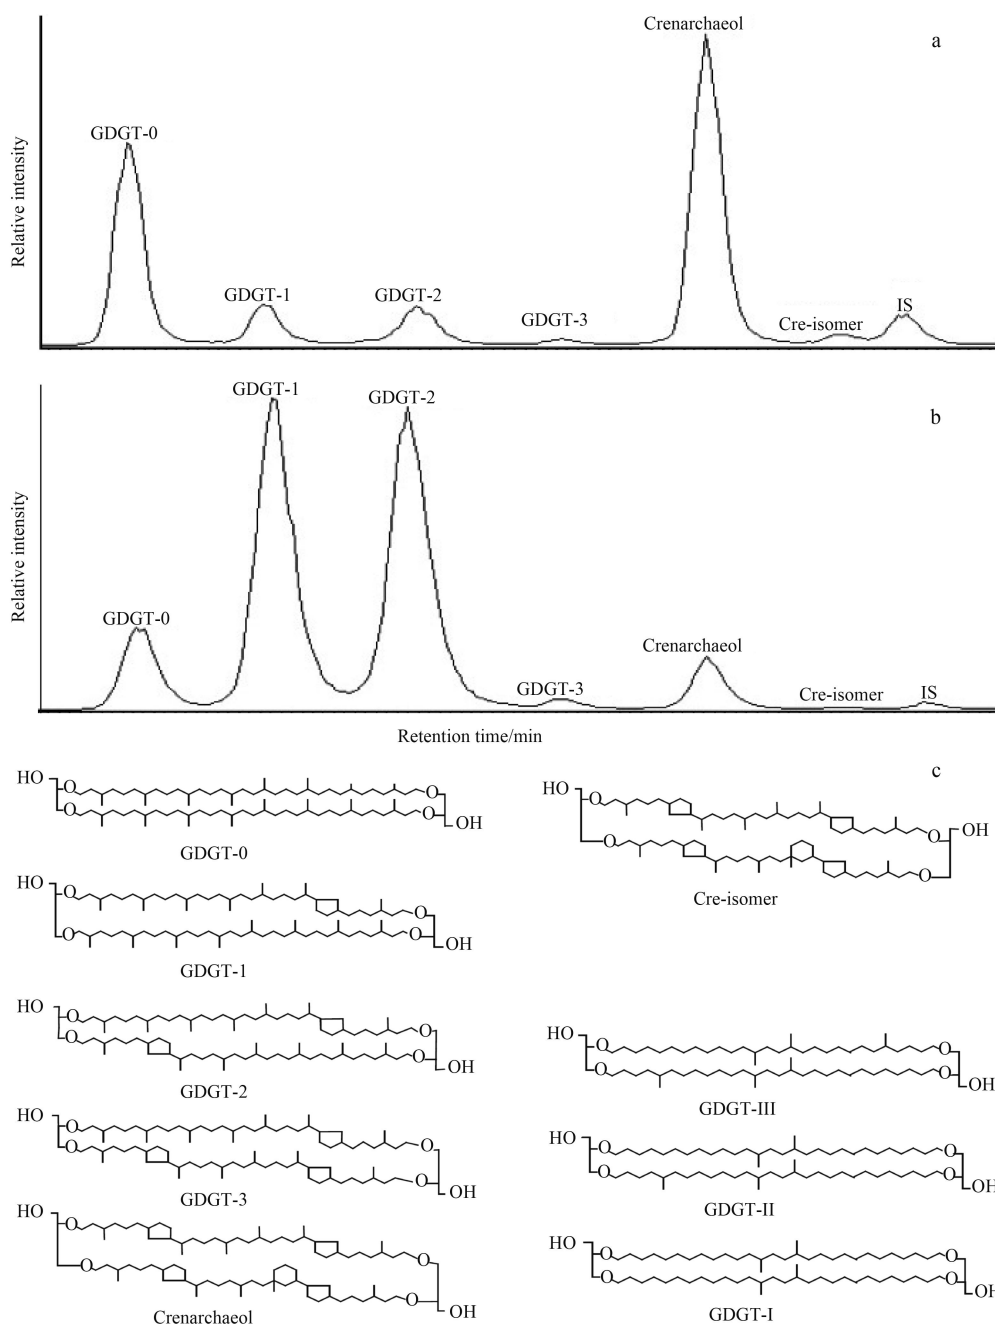 Crenarchaeol
a
GDGT-0
Relative intensity
GDGT-1
GDGT-2
GDGT-3
Cre-isomer
IS
GDGT-1
GDGT-2
b
Relative intensity
GDGT-0
Crenarchaeol
GDGT-3
Cre-isomer
IS
Retention time/min
c
HO
O
O
O
O
OH
GDGT-0
HO
O
O
O
O
OH
GDGT-1
HO
O
O
O
O
OH
GDGT-2
HO
O
O
O
O
OH
GDGT-3
HO
O
O
O
O
OH
Crenarchaeol
HO
O
O
O
O
OH
Cre-isomer
HO
O
O
O
O
OH
GDGT-III
HO
O
O
O
O
OH
GDGT-II
HO
O
O
O
O
OH
GDGT-I